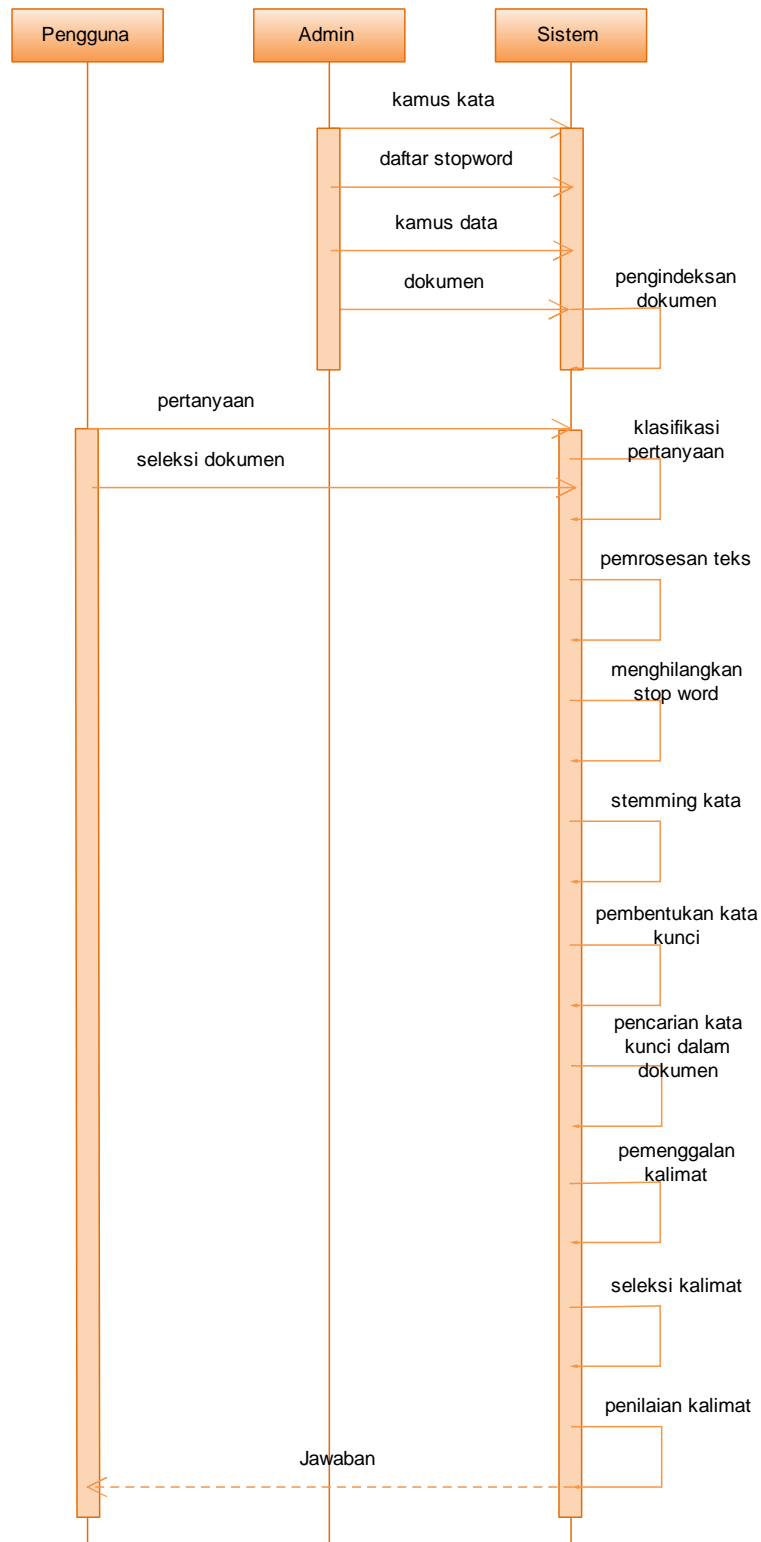 Pengguna
Admin
Sistem
kamus kata
daftar stopword
kamus data
dokumen
pengindeksan
dokumen
pertanyaan
klasifikasi
pertanyaan
seleksi dokumen
pemrosesan teks
menghilangkan
stop word
stemming kata
pembentukan kata
kunci
pencarian kata
kunci dalam
dokumen
pemenggalan
kalimat
seleksi kalimat
penilaian kalimat
Jawaban